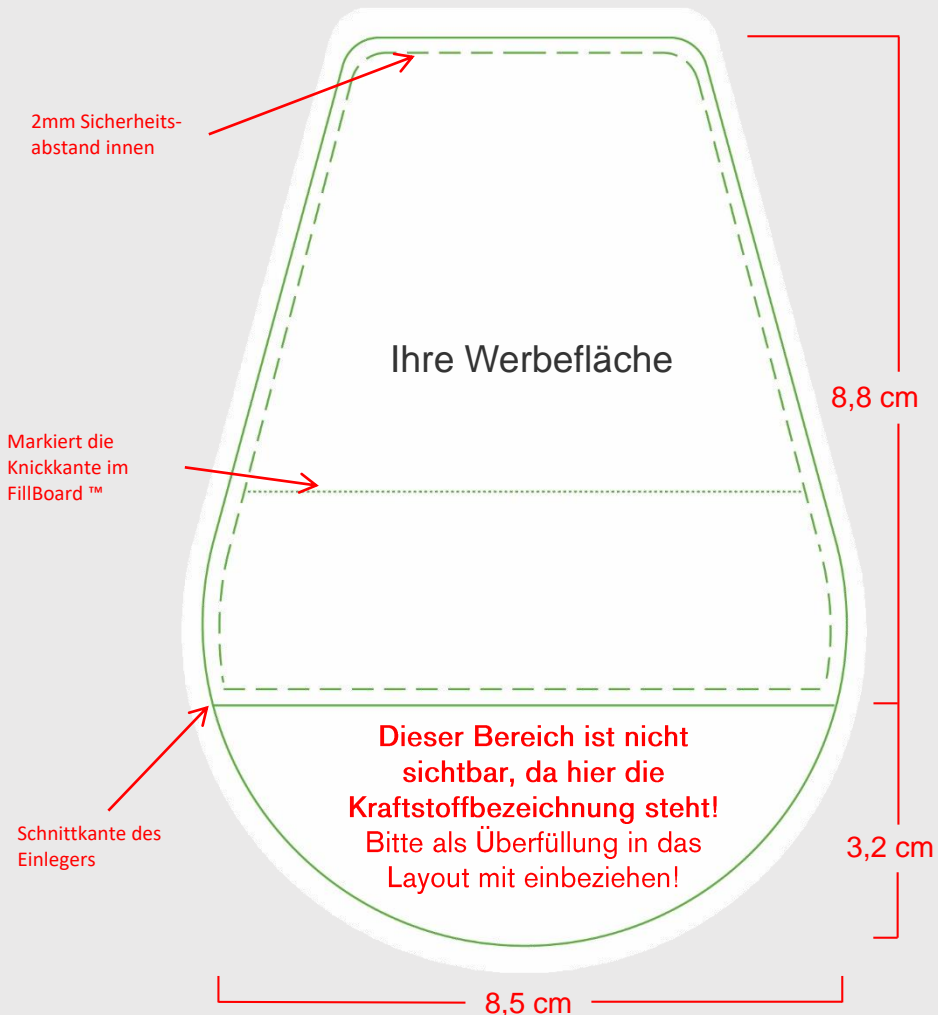 2mm Sicherheits-
abstand innen
Ihre Werbefläche
8,8 cm
Markiert die
Knickkante im
FillBoard ™
Dieser Bereich ist nicht
sichtbar, da hier die
Kraftstoffbezeichnung steht!
Bitte als Überfüllung in das
Layout mit einbeziehen!
Schnittkante des
Einlegers
3,2 cm
8,5 cm